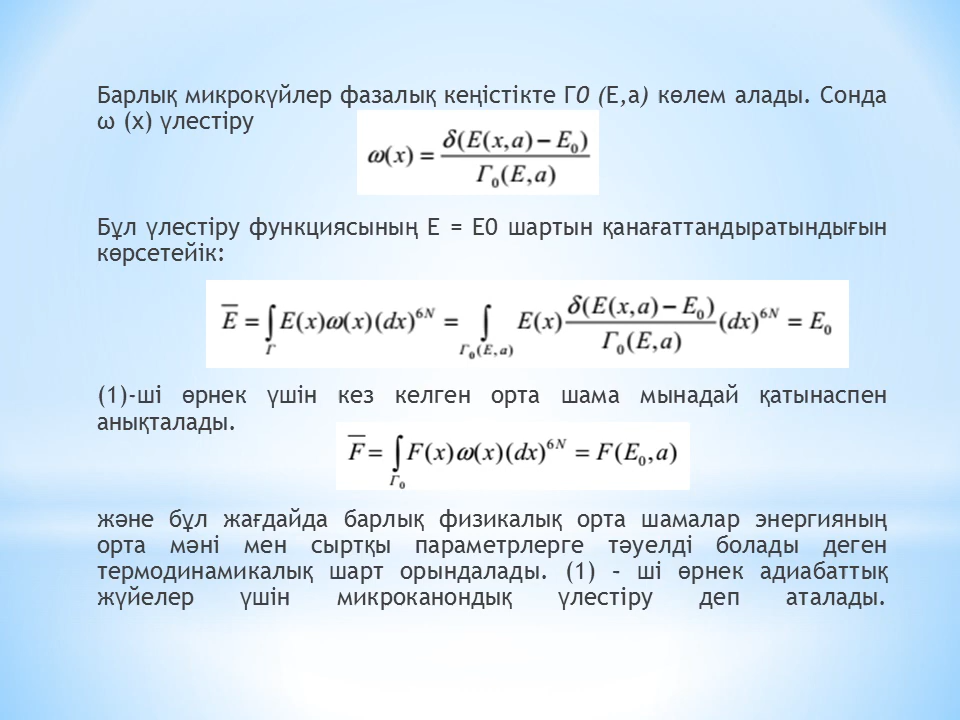 Барлық микрокүйлер фазалық кеңістікте Г0 (E,a) көлем алады. Сонда
ω (x) үлестіру
ω(x) = δ(E(x,a) − E₀) / Γ₀(E,a)
Бұл үлестіру функциясының E = E0 шартын қанағаттандыратындығын
көрсетейік:
E̅ = ∫_Γ E(x)ω(x)(dx)⁶ᴺ = ∫_Γ₀(E,a) E(x) δ(E(x,a) − E₀) / Γ₀(E,a) (dx)⁶ᴺ = E₀
(1)-ші өрнек үшін кез келген орта шама мынадай қатынаспен
анықталады.
F̅ = ∫_Γ₀ F(x)ω(x)(dx)⁶ᴺ = F(E₀,a)
және бұл жағдайда барлық физикалық орта шамалар энергияның
орта мәні мен сыртқы параметрлерге тәуелді болады деген
термодинамикалық шарт орындалады. (1) – ші өрнек адиабаттық
жүйелер үшін микроканондық үлестіру деп аталады.